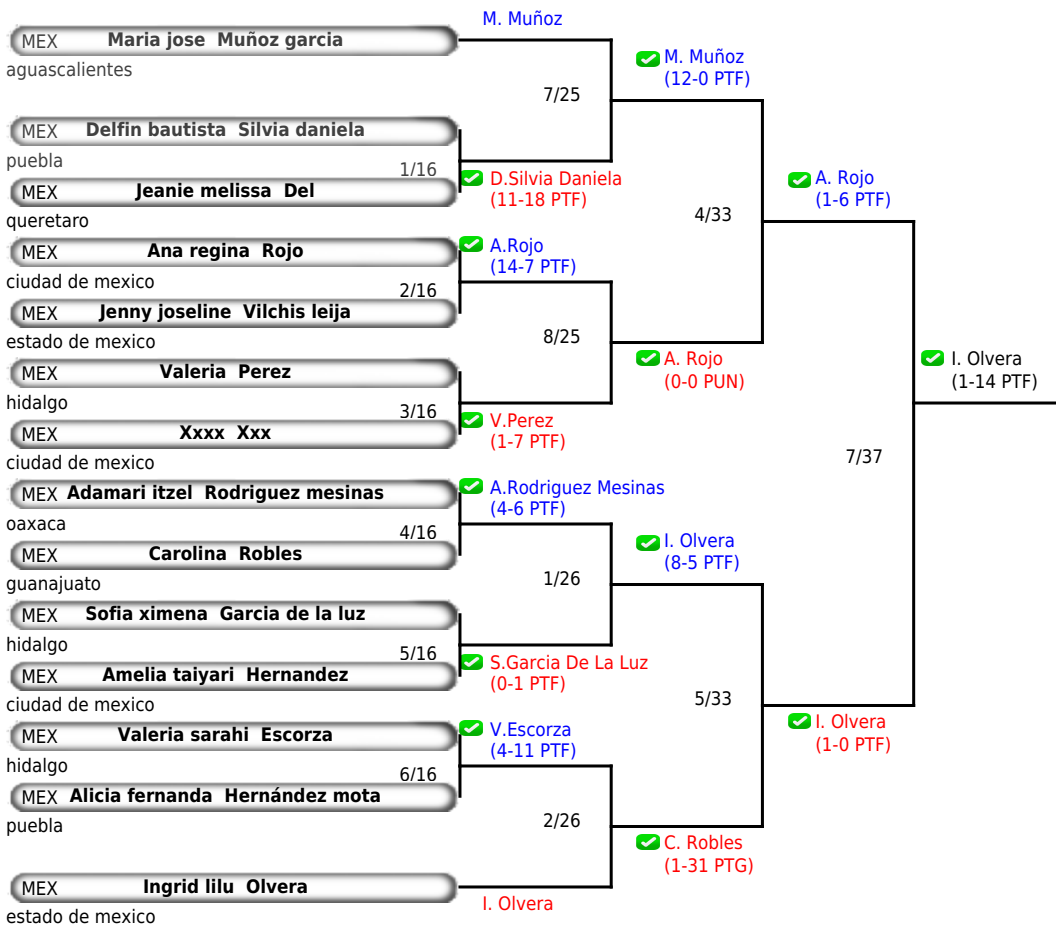 M. Muñoz
MEX Maria jose Muñoz garcia
aguascalientes
M. Muñoz
(12-0 PTF)
7/25
MEX Delfin bautista Silvia daniela
puebla
1/16
D.Silvia Daniela
(11-18 PTF)
MEX Jeanie melissa Del
queretaro
A. Rojo
(1-6 PTF)
4/33
MEX Ana regina Rojo
ciudad de mexico
A.Rojo
(14-7 PTF)
2/16
MEX Jenny joseline Vilchis leija
estado de mexico
8/25
A. Rojo
(0-0 PUN)
MEX Valeria Perez
hidalgo
3/16
V.Perez
(1-7 PTF)
MEX Xxxx Xxx
ciudad de mexico
I. Olvera
(1-14 PTF)
7/37
MEX Adamari itzel Rodriguez mesinas
oaxaca
A.Rodriguez Mesinas
(4-6 PTF)
4/16
MEX Carolina Robles
guanajuato
I. Olvera
(8-5 PTF)
1/26
MEX Sofia ximena Garcia de la luz
hidalgo
5/16
S.Garcia De La Luz
(0-1 PTF)
MEX Amelia taiyari Hernandez
ciudad de mexico
5/33
I. Olvera
(1-0 PTF)
MEX Valeria sarahi Escorza
hidalgo
V.Escorza
(4-11 PTF)
6/16
MEX Alicia fernanda Hernández mota
puebla
2/26
C. Robles
(1-31 PTG)
MEX Ingrid lilu Olvera
estado de mexico
I. Olvera